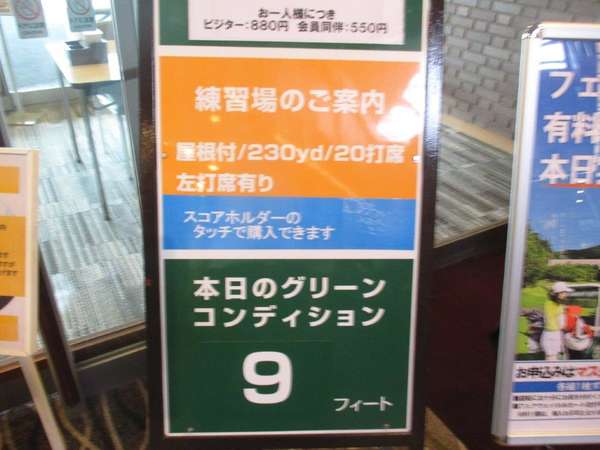 お一人様につき
ビジター:880円 会員同伴:550円
練習場のご案内
屋根付/230yd/20打席
左打席有り
スコアホルダーの
タッチで購入できます
本日のグリーン
コンディション
9
フィート
フェ
有料
本日
お申込みはマス